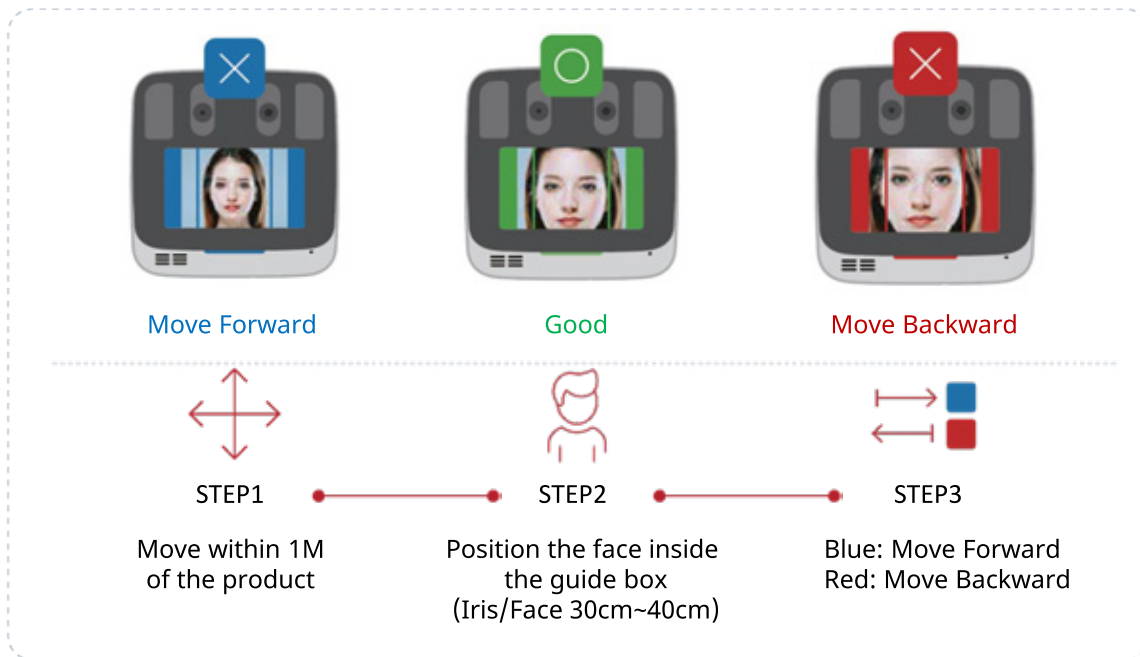 Move Forward
Good
Move Backward
STEP1
STEP2
STEP3
Move within 1M
of the product
Position the face inside
the guide box
(Iris/Face 30cm~40cm)
Blue: Move Forward
Red: Move Backward